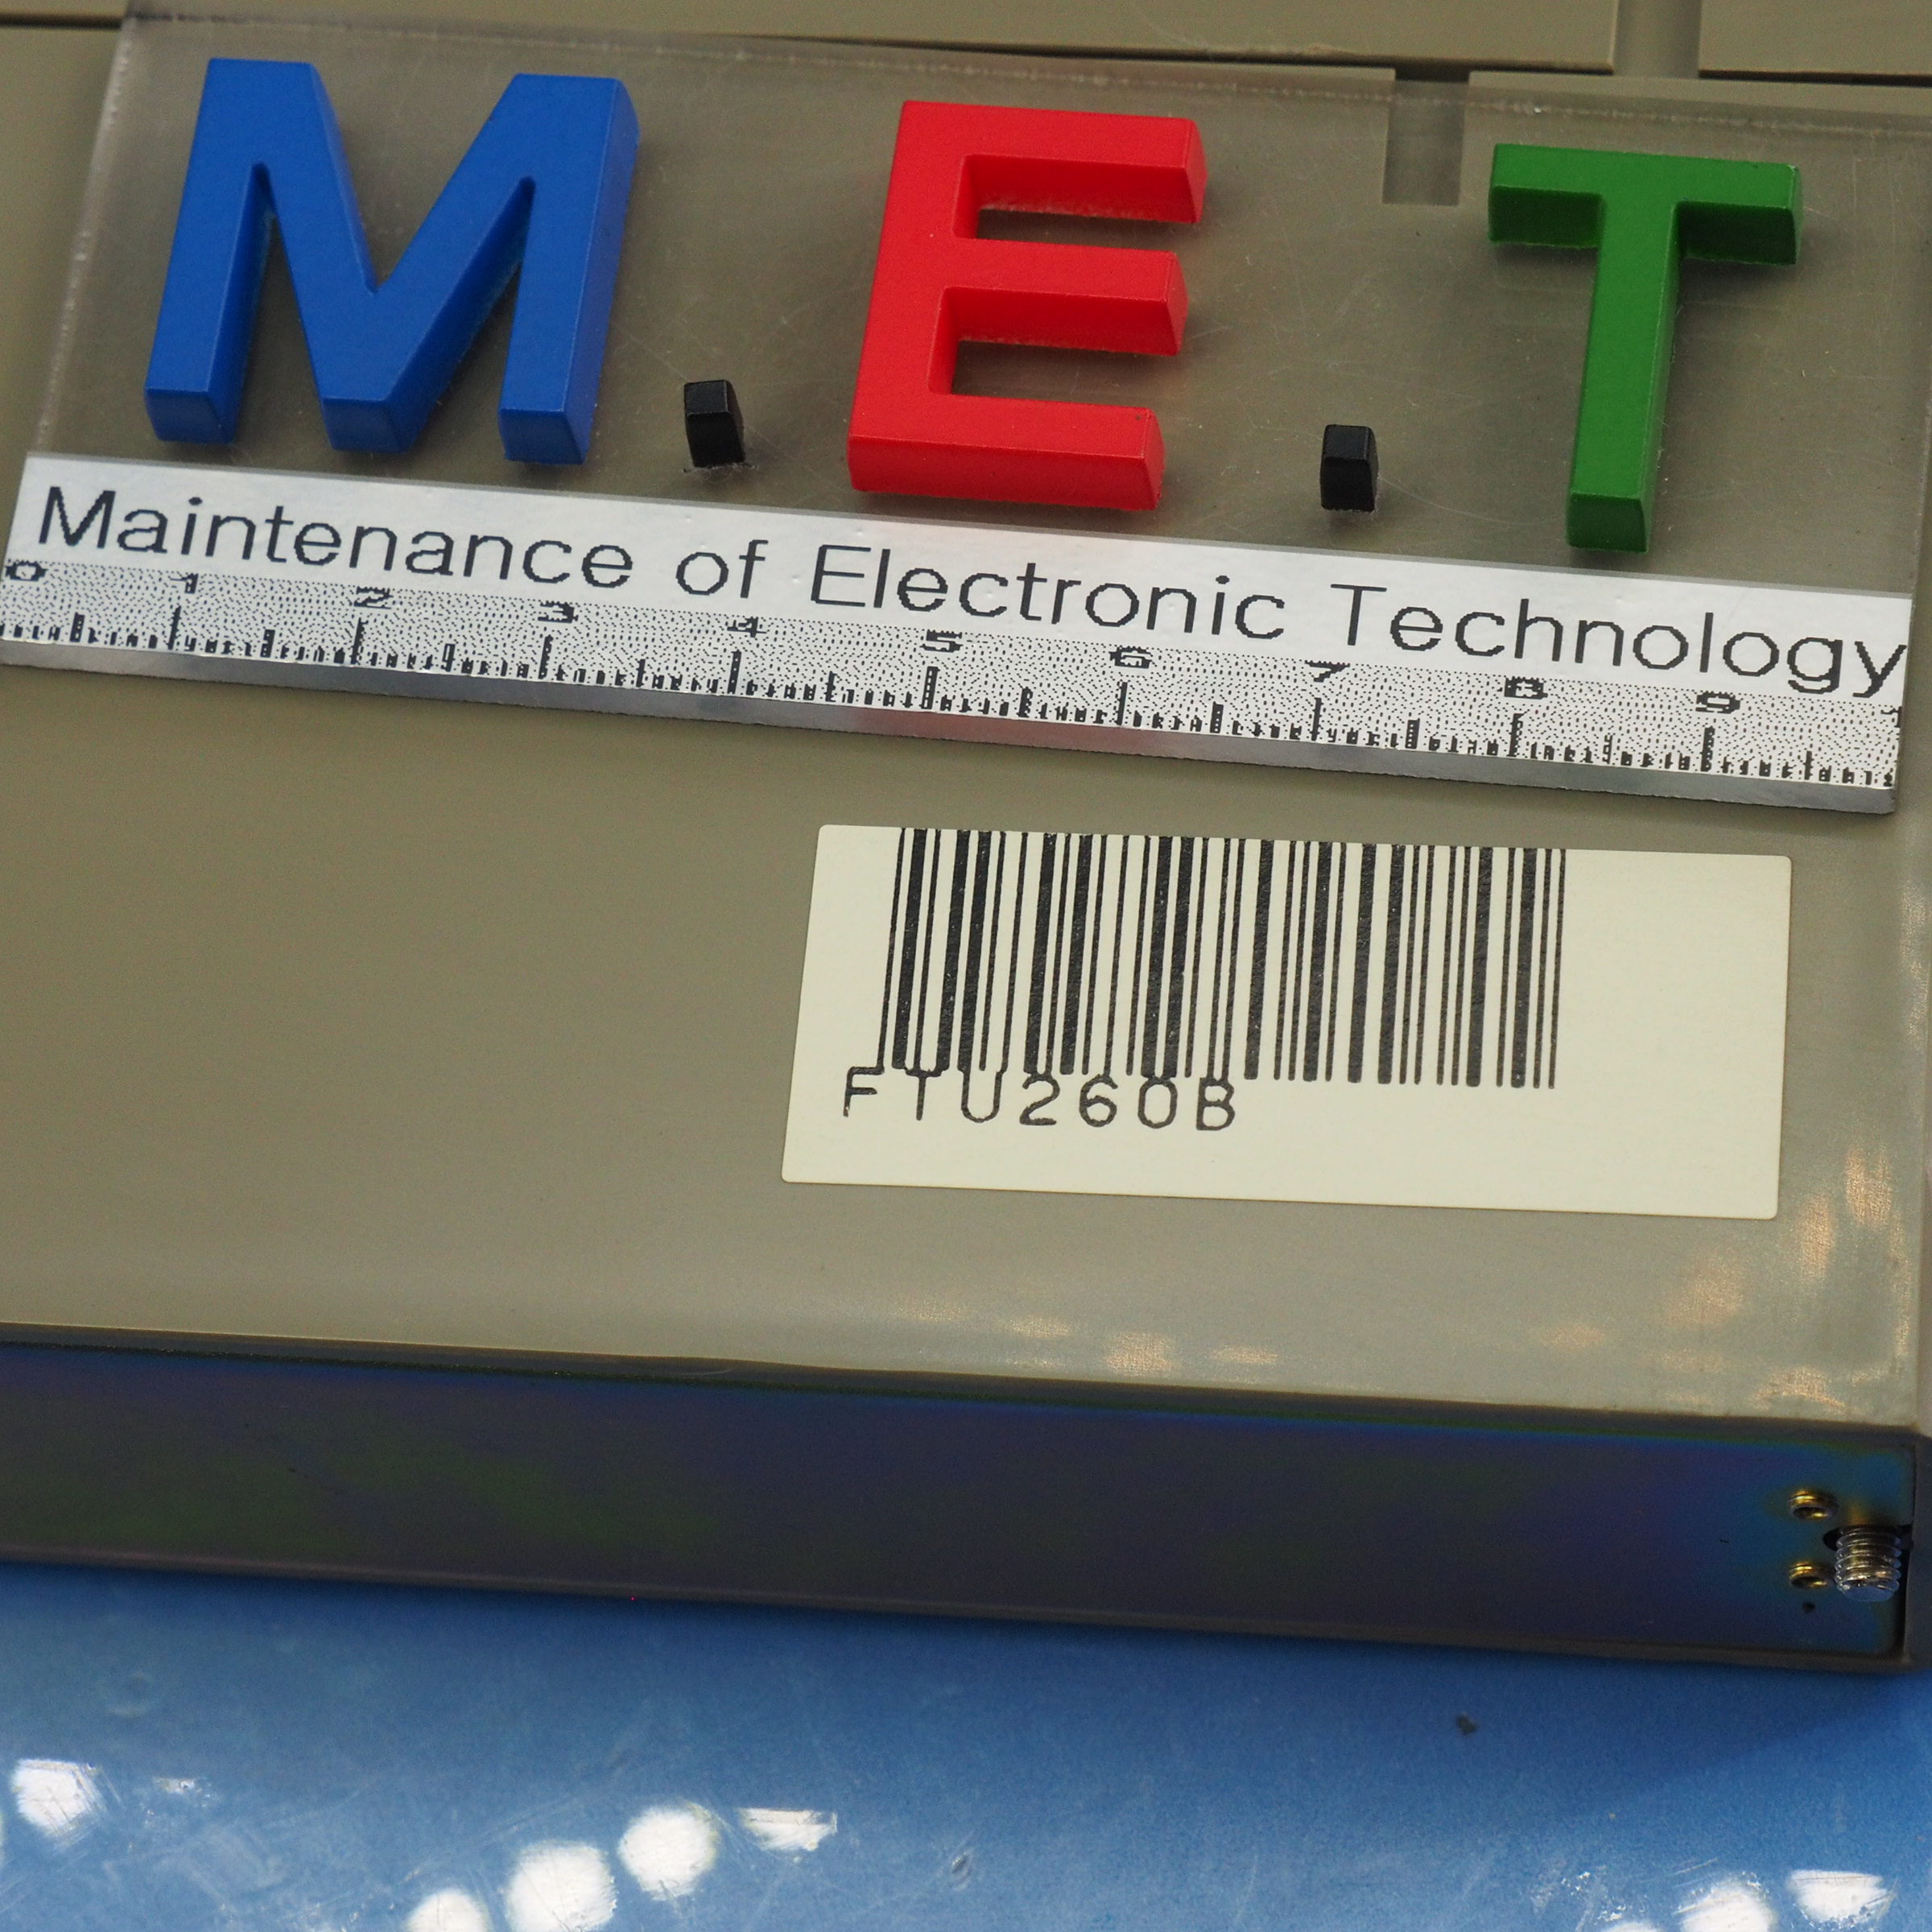 M.E.T
Maintenance of Electronic Technology
0 1 2 3 4 5 6 7 8 9
FTU260B